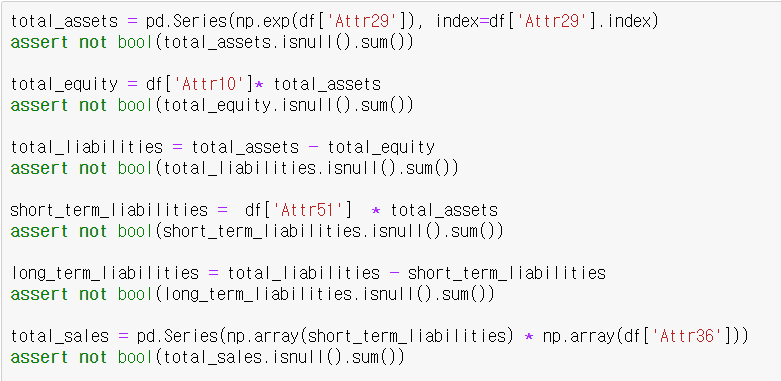 total_assets = pd.Series(np.exp(df['Attr29']), index=df['Attr29'].index)
assert not bool(total_assets.isnull().sum())
total_equity = df['Attr10']* total_assets
assert not bool(total_equity.isnull().sum())
total_liabilities = total_assets - total_equity
assert not bool(total_liabilities.isnull().sum())
short_term_liabilities =  df['Attr51']  * total_assets
assert not bool(short_term_liabilities.isnull().sum())
long_term_liabilities = total_liabilities - short_term_liabilities
assert not bool(long_term_liabilities.isnull().sum())
total_sales = pd.Series(np.array(short_term_liabilities) * np.array(df['Attr36']))
assert not bool(total_sales.isnull().sum())